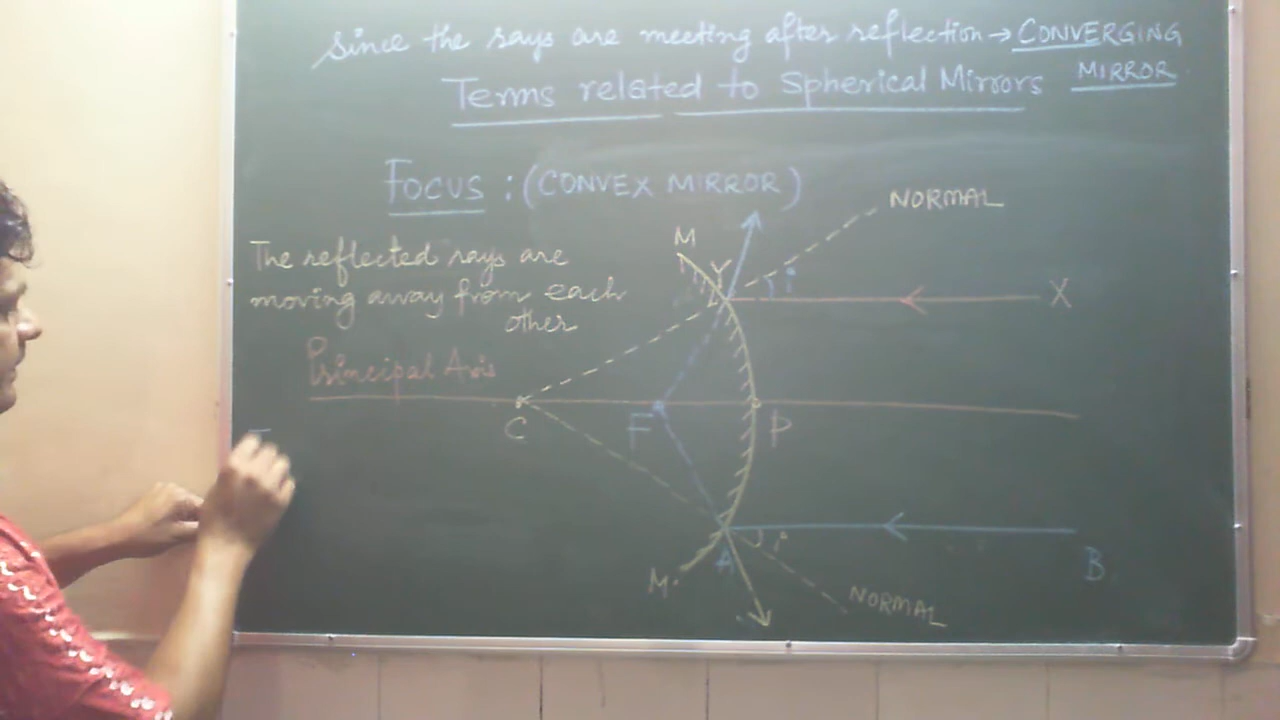 Since the rays are meeting after reflection → CONVERGING
MIRROR
Terms related to Spherical Mirrors
FOCUS : (CONVEX MIRROR)
NORMAL
The reflected rays are
moving away from each
other
M
Y
i
X
Principal Axis
C
F
P
A
B
M'
NORMAL